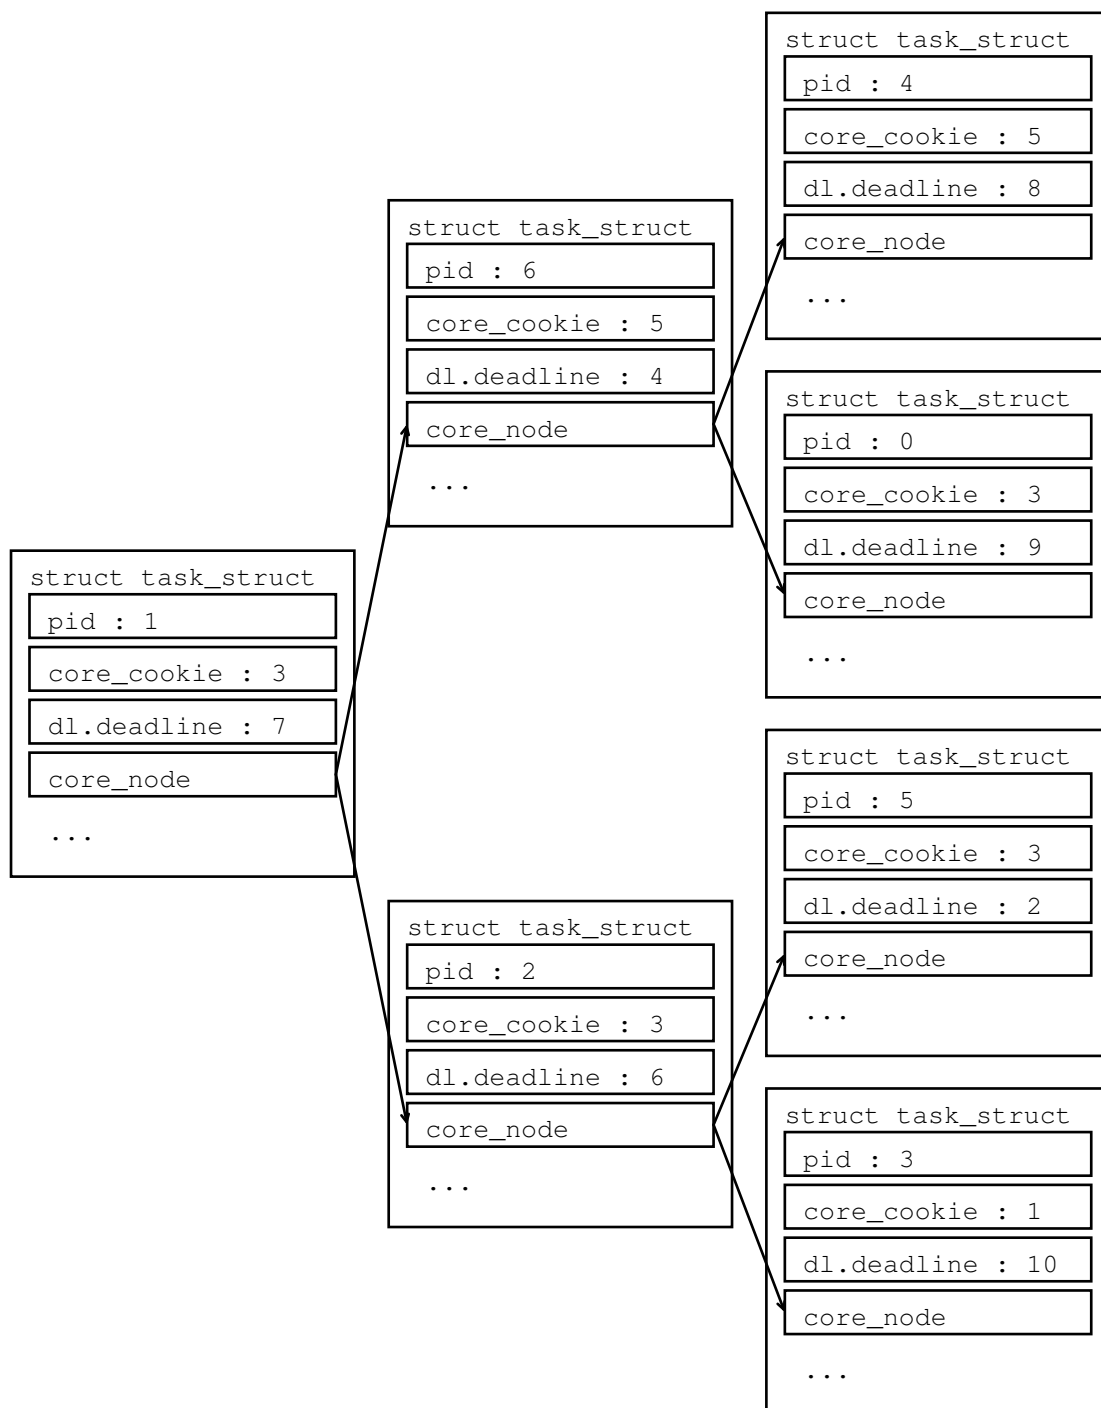 struct task_struct
pid : 4
core_cookie : 5
dl.deadline : 8
core_node
...
struct task_struct
pid : 6
core_cookie : 5
dl.deadline : 4
core_node
...
struct task_struct
pid : 0
core_cookie : 3
dl.deadline : 9
core_node
...
struct task_struct
pid : 1
core_cookie : 3
dl.deadline : 7
core_node
...
struct task_struct
pid : 5
core_cookie : 3
dl.deadline : 2
core_node
...
struct task_struct
pid : 2
core_cookie : 3
dl.deadline : 6
core_node
...
struct task_struct
pid : 3
core_cookie : 1
dl.deadline : 10
core_node
...